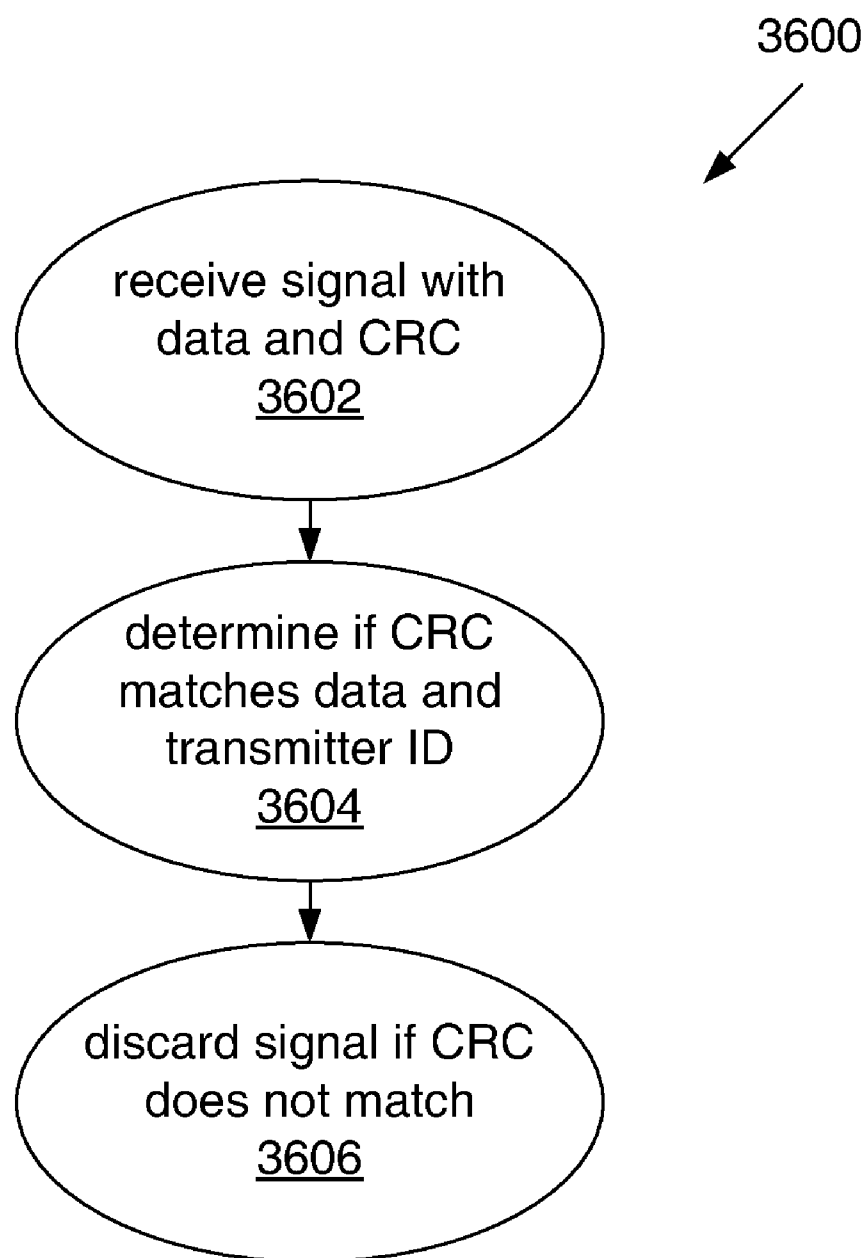 3600
receive signal with
data and CRC
3602
determine if CRC
matches data and
transmitter ID
3604
discard signal if CRC
does not match
3606